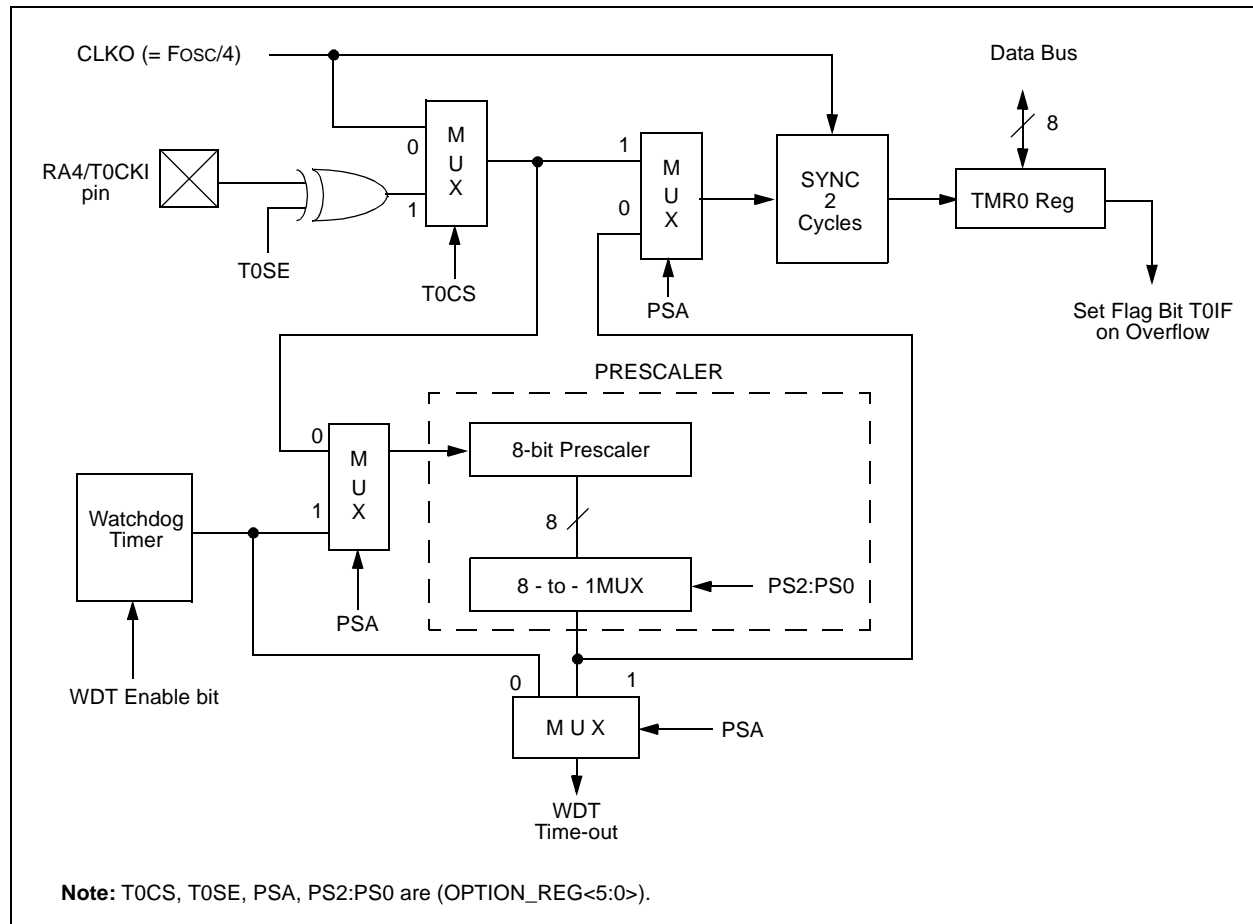 CLKO (= FOSC/4)
Data Bus
8
M
U
X
0
1
RA4/T0CKI
pin
T0SE
T0CS
1
0
M
U
X
PSA
SYNC
2
Cycles
TMR0 Reg
Set Flag Bit T0IF
on Overflow
PRESCALER
0
1
M
U
X
PSA
8-bit Prescaler
8
8 - to - 1MUX
PS2:PS0
Watchdog
Timer
WDT Enable bit
0
1
M U X
PSA
WDT
Time-out
Note: T0CS, T0SE, PSA, PS2:PS0 are (OPTION_REG<5:0>).